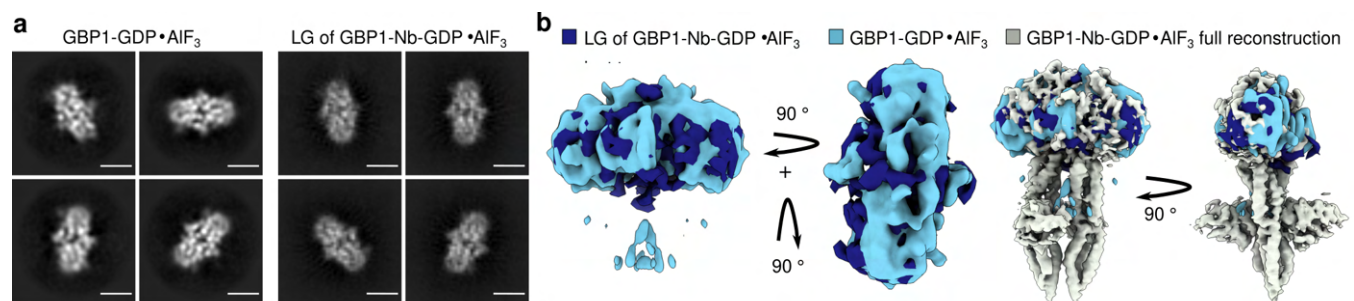 a
GBP1-GDP•AlF₃
LG of GBP1-Nb-GDP •AlF₃
b
LG of GBP1-Nb-GDP •AlF₃
GBP1-GDP•AlF₃
GBP1-Nb-GDP•AlF₃ full reconstruction
90 °
+
90 °
90 °